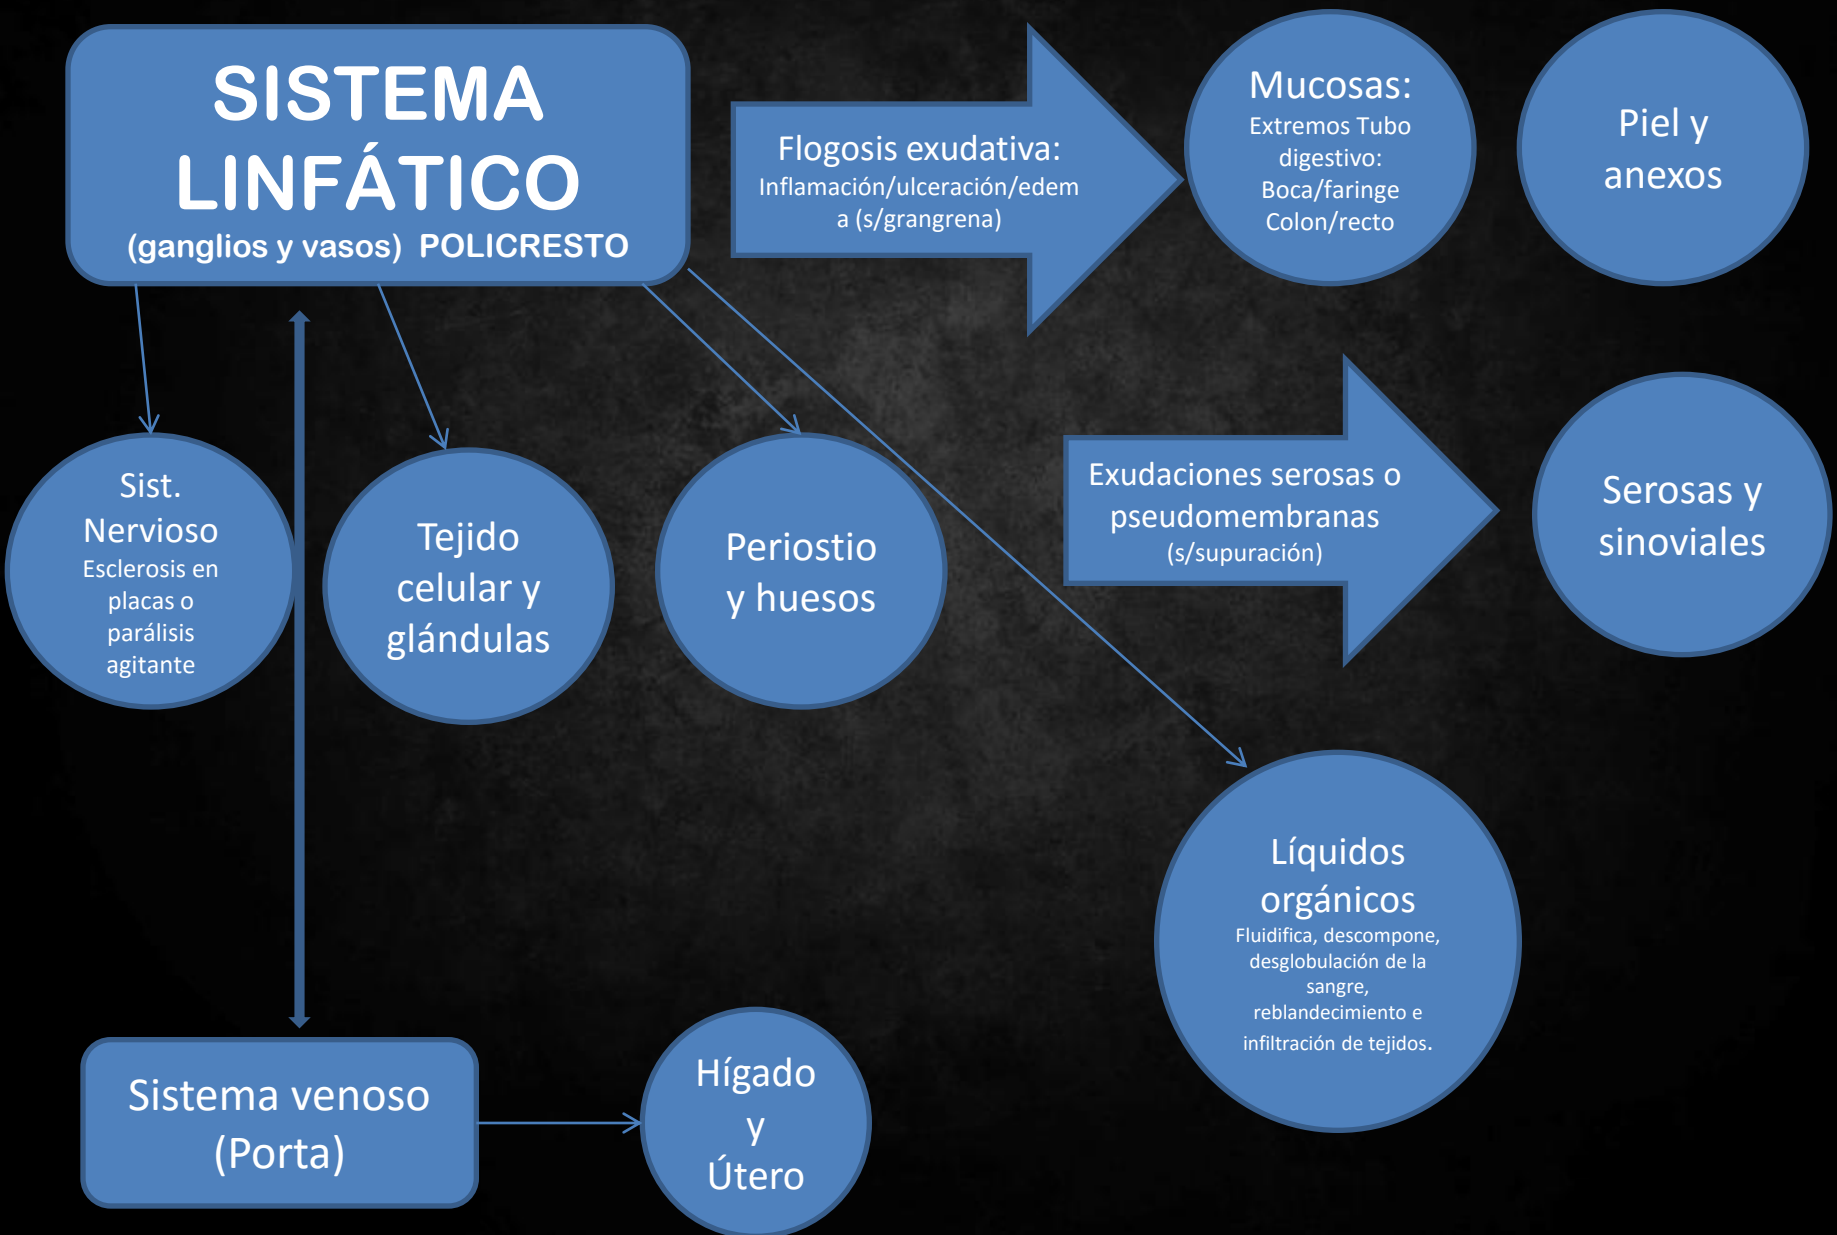 SISTEMA
LINFÁTICO
(ganglios y vasos) POLICRESTO
Flogosis exudativa:
Inflamación/ulceración/edem
a (s/grangrena)
Mucosas:
Extremos Tubo
digestivo:
Boca/faringe
Colon/recto
Piel y
anexos
Sist.
Nervioso
Esclerosis en
placas o
parálisis
agitante
Tejido
celular y
glándulas
Periostio
y huesos
Exudaciones serosas o
pseudomembranas
(s/supuración)
Serosas y
sinoviales
Líquidos
orgánicos
Fluidifica, descompone,
desglobulación de la
sangre,
reblandecimiento e
infiltración de tejidos.
Sistema venoso
(Porta)
Hígado
y
Útero